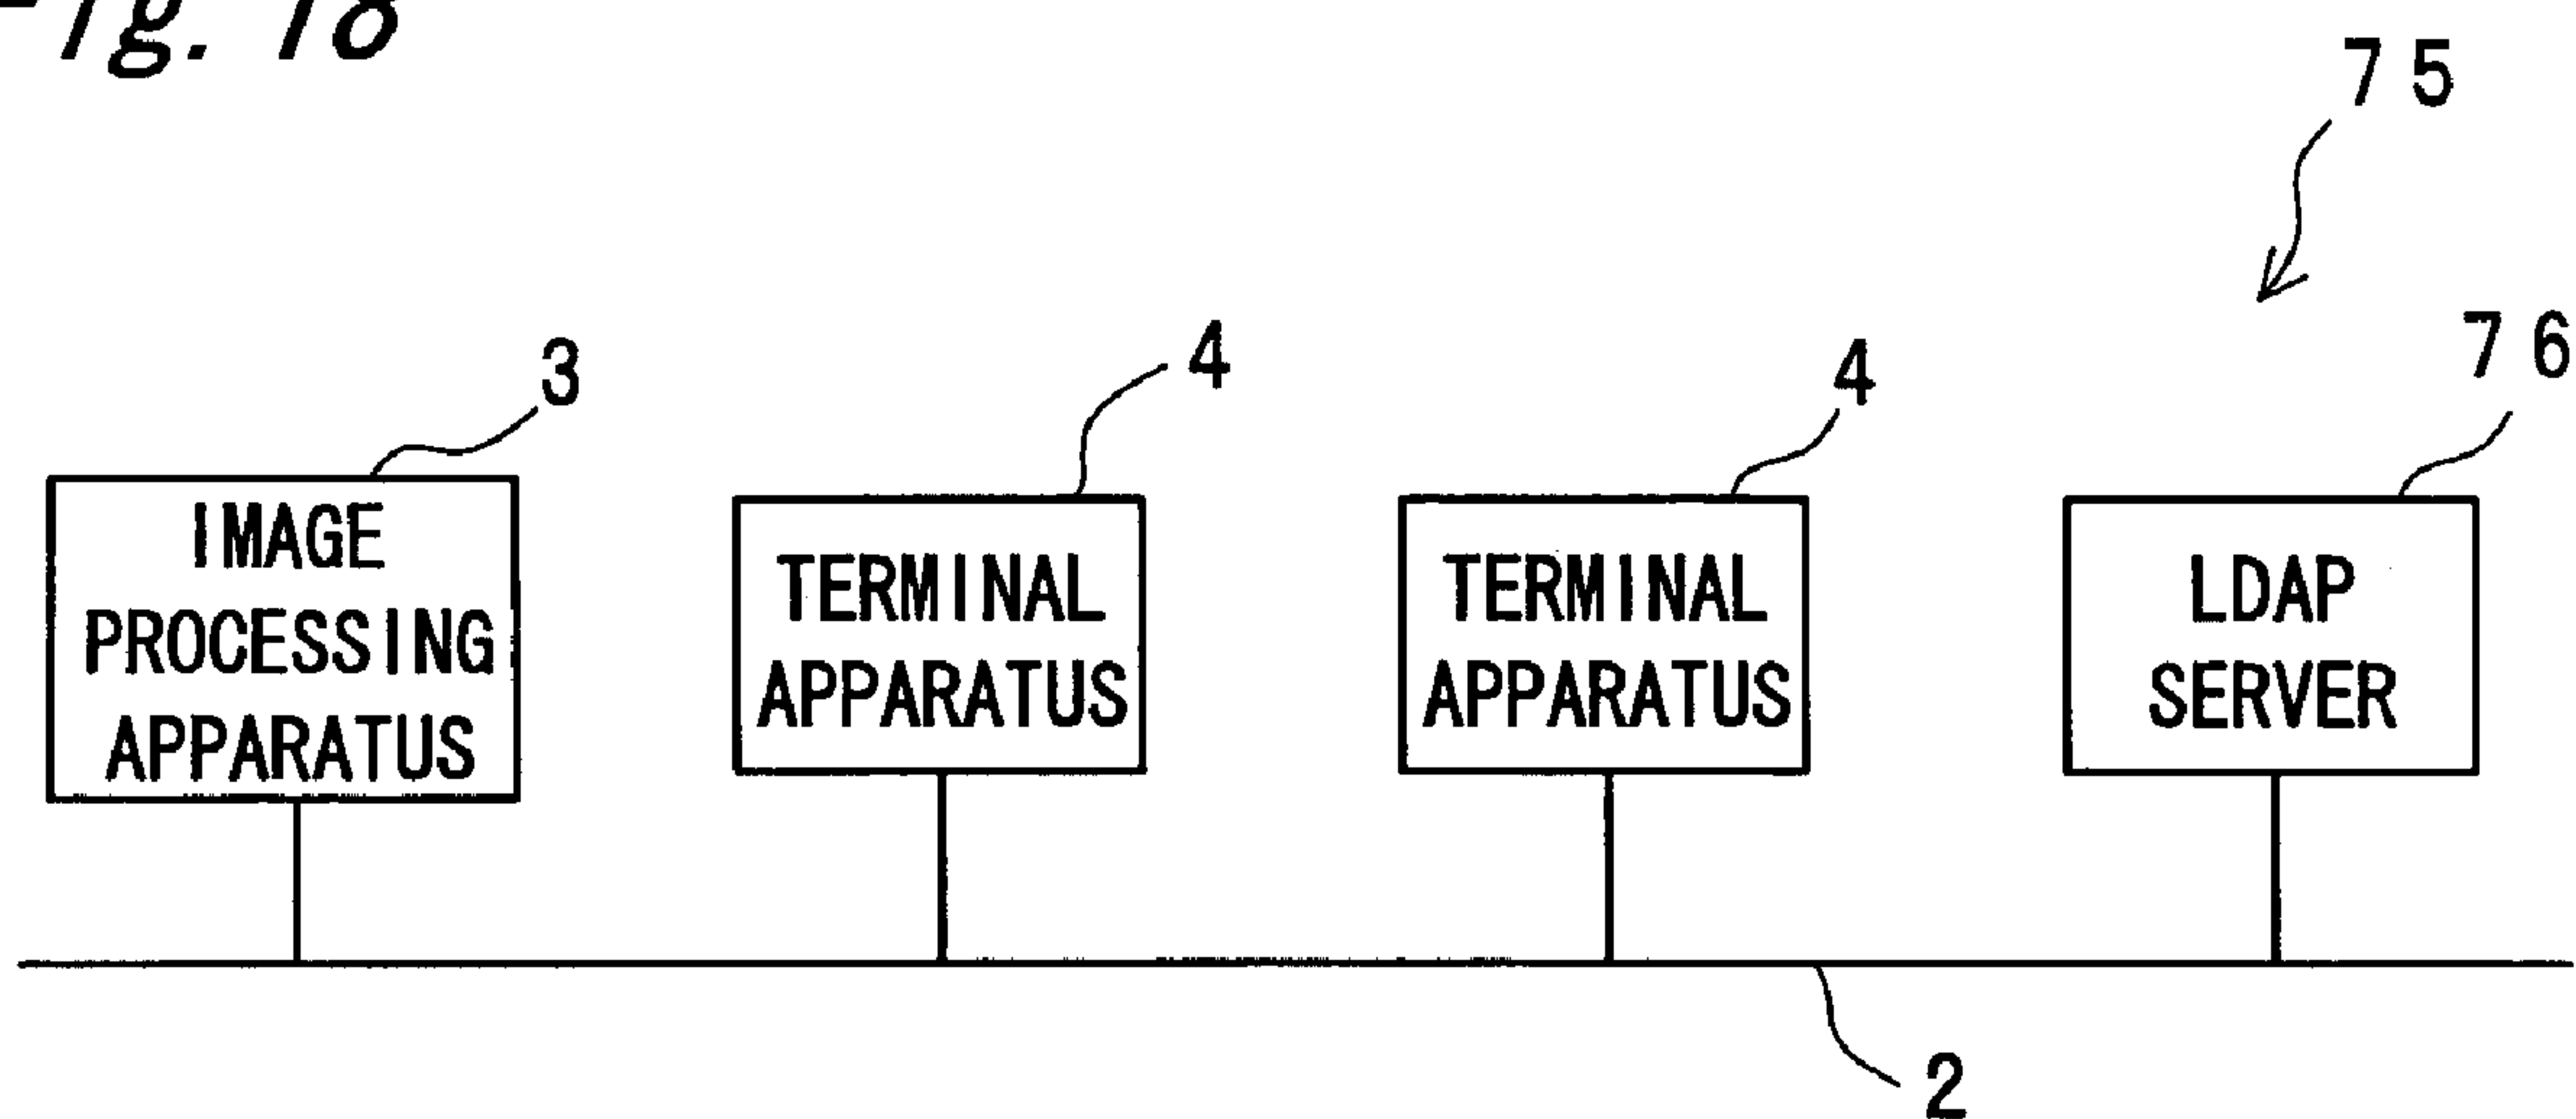 Fig. 18
75
3
4
4
76
IMAGE
PROCESSING
APPARATUS
TERMINAL
APPARATUS
TERMINAL
APPARATUS
LDAP
SERVER
2